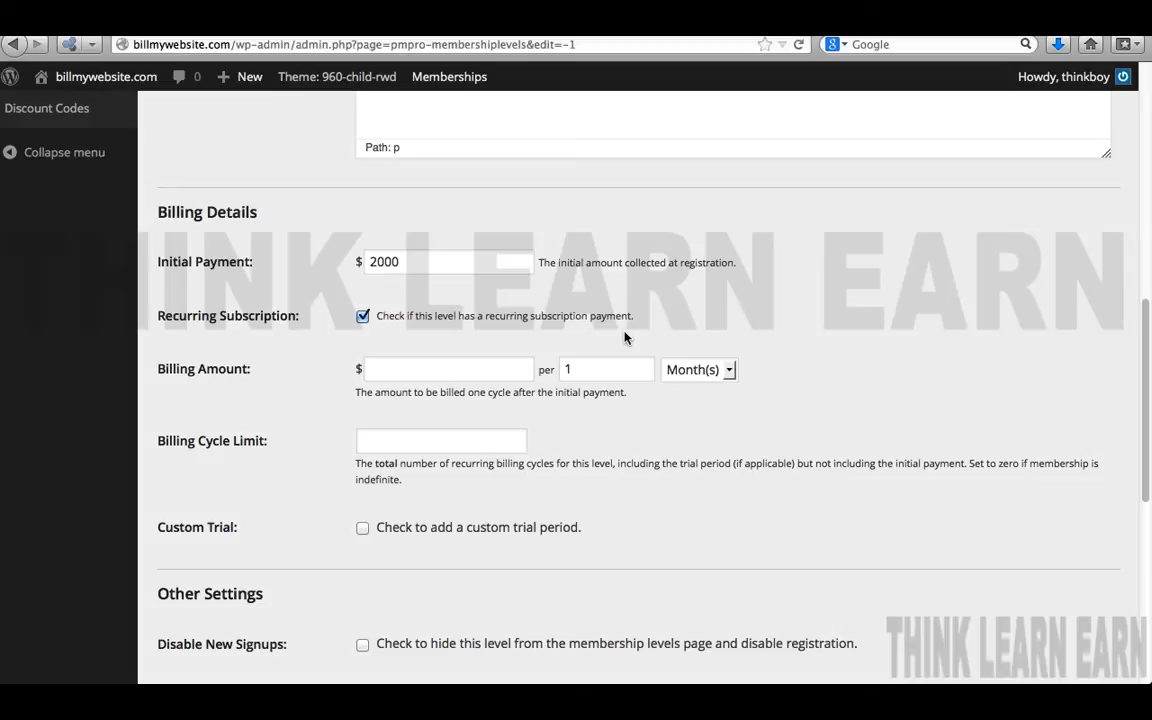 billmywebsite.com/wp-admin/admin.php?page=pmpro-membershiplevels&edit=-1
Google
billmywebsite.com 0 + New Theme: 960-child-rwd Memberships Howdy, thinkboy
Discount Codes
Collapse menu
Path: p
Billing Details
THINK LEARN EARN
Initial Payment: $ 2000 The initial amount collected at registration.
Recurring Subscription: Check if this level has a recurring subscription payment.
Billing Amount: $ per 1 Month(s)
The amount to be billed one cycle after the initial payment.
Billing Cycle Limit:
The total number of recurring billing cycles for this level, including the trial period (if applicable) but not including the initial payment. Set to zero if membership is
indefinite.
Custom Trial: Check to add a custom trial period.
Other Settings
Disable New Signups: Check to hide this level from the membership levels page and disable registration.
THINK LEARN EARN